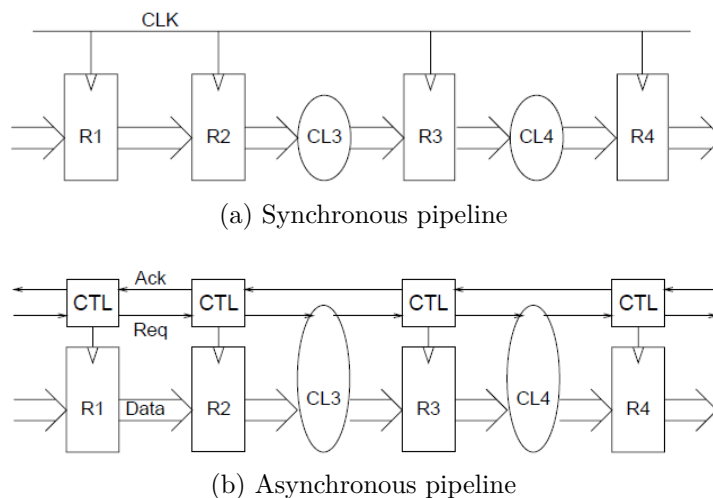 CLK
R1 R2 CL3 R3 CL4 R4
(a) Synchronous pipeline
Ack
CTL CTL CTL CTL
Req
R1 Data R2 CL3 R3 CL4 R4
(b) Asynchronous pipeline